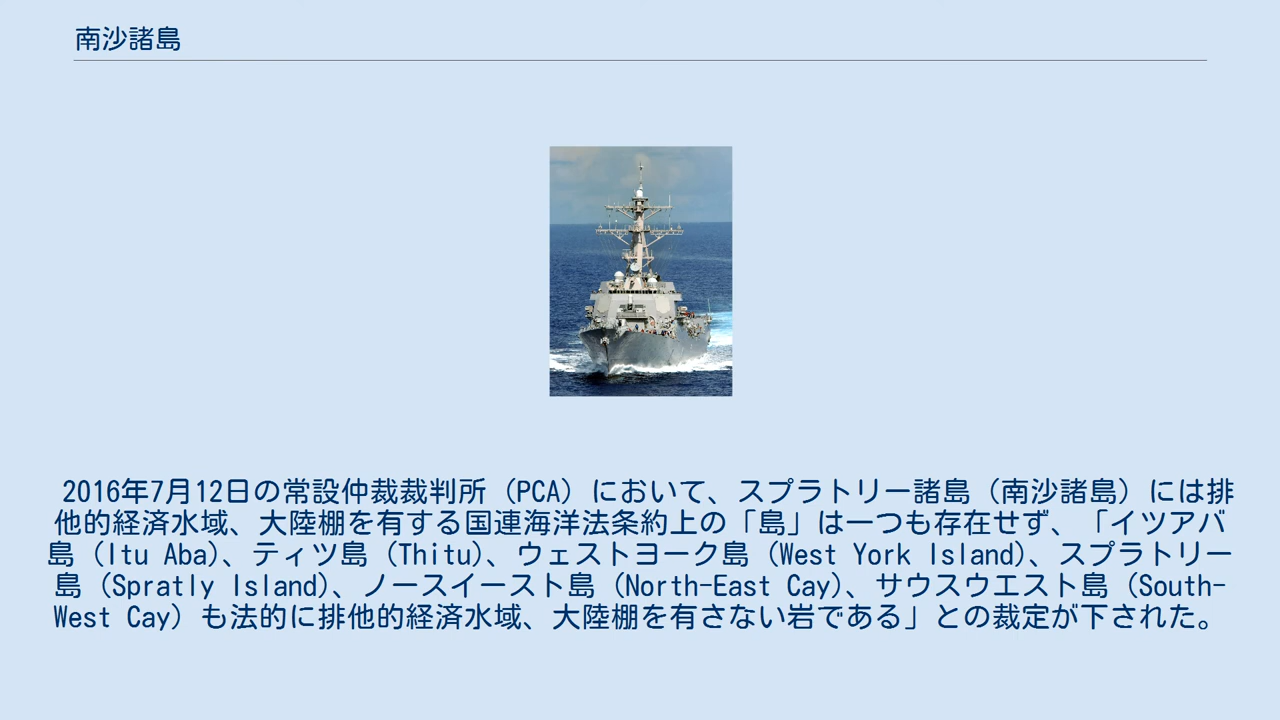 南沙諸島
2016年7月12日の常設仲裁裁判所（PCA）において、スプラトリー諸島（南沙諸島）には排
他的経済水域、大陸棚を有する国連海洋法条約上の「島」は一つも存在せず、「イツアバ
島（Itu Aba）、ティツ島（Thitu）、ウェストヨーク島（West York Island）、スプラトリー
島（Spratly Island）、ノースイースト島（North-East Cay）、サウスウエスト島（South-
West Cay）も法的に排他的経済水域、大陸棚を有さない岩である」との裁定が下された。